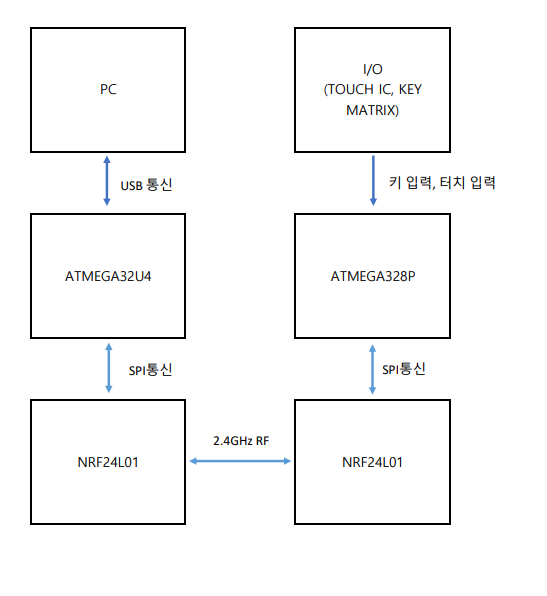 PC
I/O
(TOUCH IC, KEY
MATRIX)
USB 통신
키 입력, 터치 입력
ATMEGA32U4
ATMEGA328P
SPI통신
SPI통신
2.4GHz RF
NRF24L01
NRF24L01